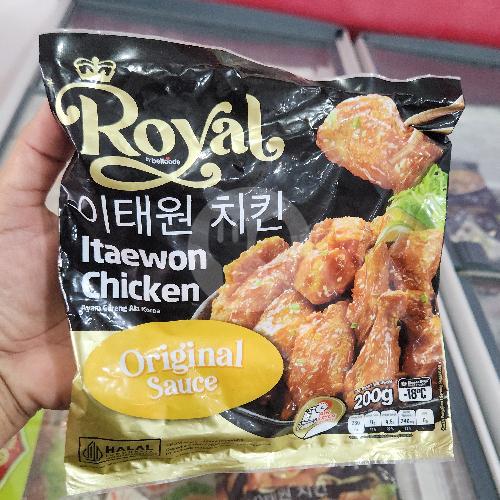 Royal
by belfoods
이태원 치킨
Itaewon
Chicken
Ayam Goreng Ala Korea
Original
Sauce
200g
-18°C
HALAL
INDONESIA